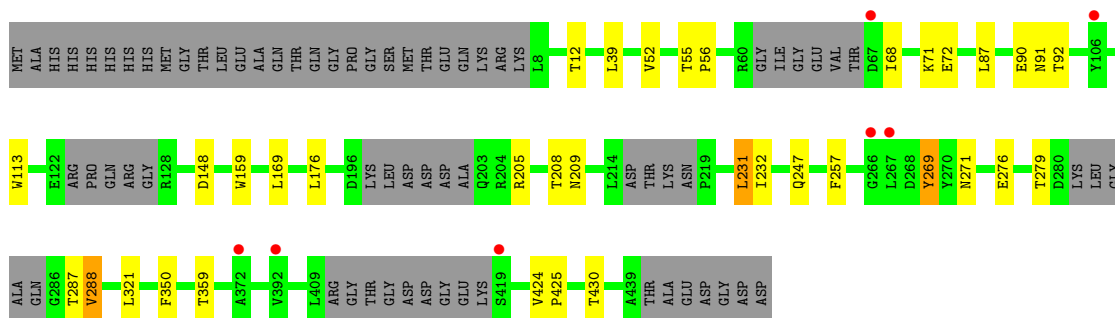 MET ALA HIS HIS HIS HIS HIS HIS MET GLY THR LEU GLU ALA GLN THR GLN GLY PRO GLY SER MET THR GLU GLN LYS ARG LYS L8 T12 L39 V52 T55 P56 R60 GLY ILE GLY GLU VAL THR D67 I68 K71 E72 L87 E90 N91 T92 Y106
W113 E122 ARG PRO GLN ARG GLY R128 D148 W159 L169 L176 D196 LYS LEU ASP ASP ASP ALA Q203 R204 R205 T208 N209 L214 ASP THR LYS ASN P219 L231 I232 Q247 F257 G266 L267 D268 Y269 Y270 N271 E276 T279 D280 LYS LEU GLY
ALA GLN G286 T287 V288 L321 F350 T359 A372 V392 L409 ARG GLY THR GLY ASP ASP GLY GLU LYS S419 V424 P425 T430 A439 THR ALA GLU ASP GLY ASP ASP